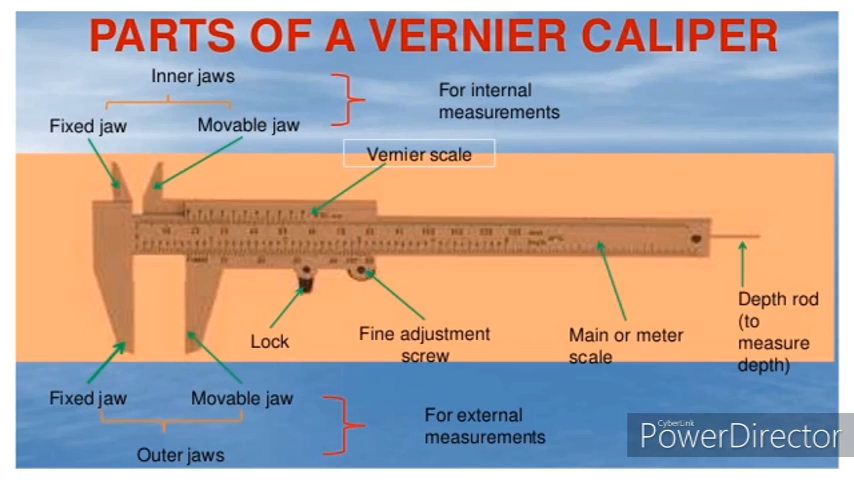 PARTS OF A VERNIER CALIPER
Inner jaws
For internal
measurements
Fixed jaw
Movable jaw
Vernier scale
Lock
Fine adjustment
screw
Main or meter
scale
Depth rod
(to
measure
depth)
Fixed jaw
Movable jaw
For external
measurements
Outer jaws
CyberLink
PowerDirector